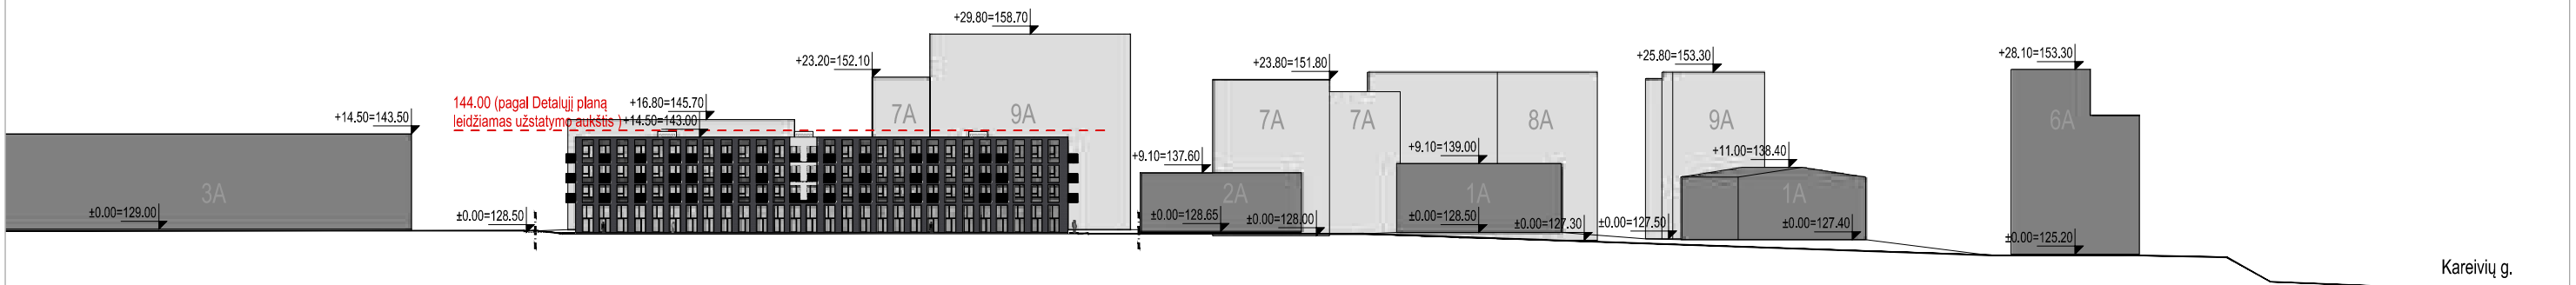 +29.80=158.70
+23.20=152.10
+23.80=151.80
+25.80=153.30
+28.10=153.30
144.00 (pagal Detalųjį planą
leidžiamas užstatymo aukštis )
+16.80=145.70
+14.50=143.00
+14.50=143.50
7A
9A
7A
7A
8A
9A
6A
+9.10=137.60
+9.10=139.00
+11.00=138.40
3A
2A
1A
1A
±0.00=129.00
±0.00=128.50
±0.00=128.65
±0.00=128.00
±0.00=128.50
±0.00=127.30
±0.00=127.50
±0.00=127.40
±0.00=125.20
Kareivių g.